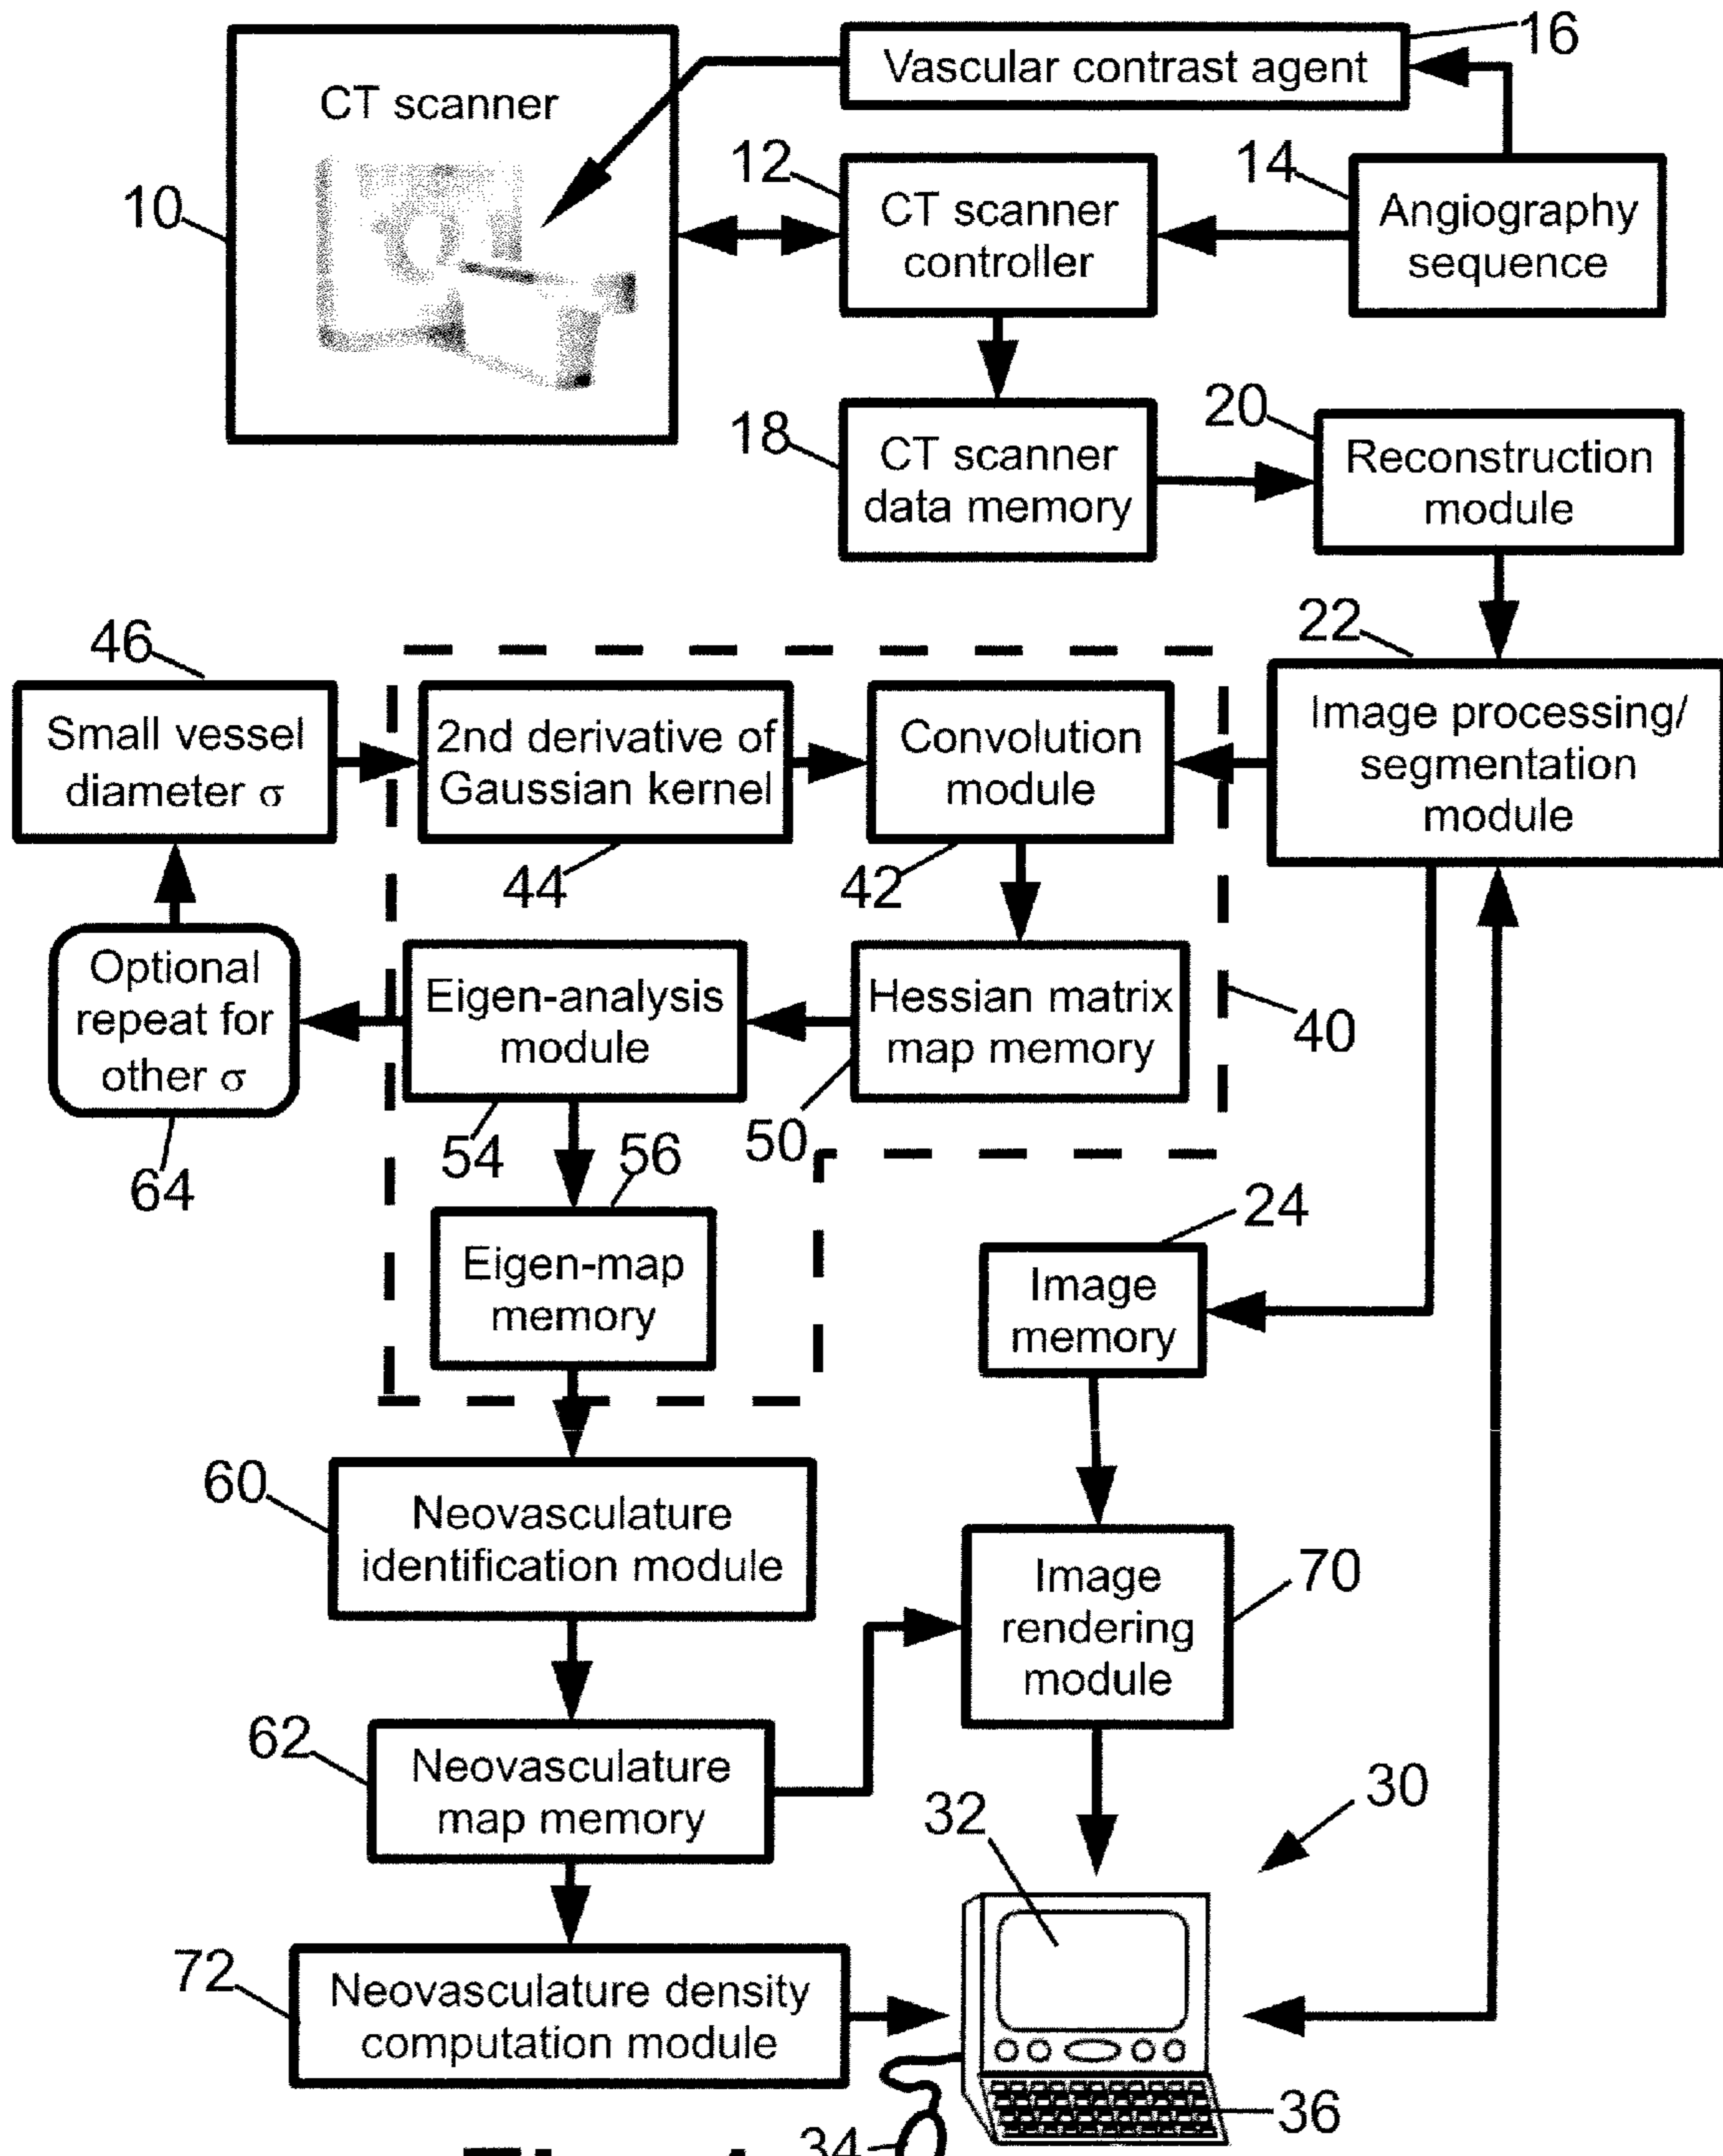 16
Vascular contrast agent
CT scanner
12
14
10
CT scanner
controller
Angiography
sequence
18
20
CT scanner
data memory
Reconstruction
module
22
46
Small vessel
diameter σ
2nd derivative of
Gaussian kernel
Convolution
module
Image processing/
segmentation
module
44
42
Optional
repeat for
other σ
Eigen-analysis
module
Hessian matrix
map memory
40
54
50
56
64
24
Eigen-map
memory
Image
memory
60
Neovasculature
identification module
Image
rendering
module
70
62
Neovasculature
map memory
30
32
72
Neovasculature density
computation module
36
34